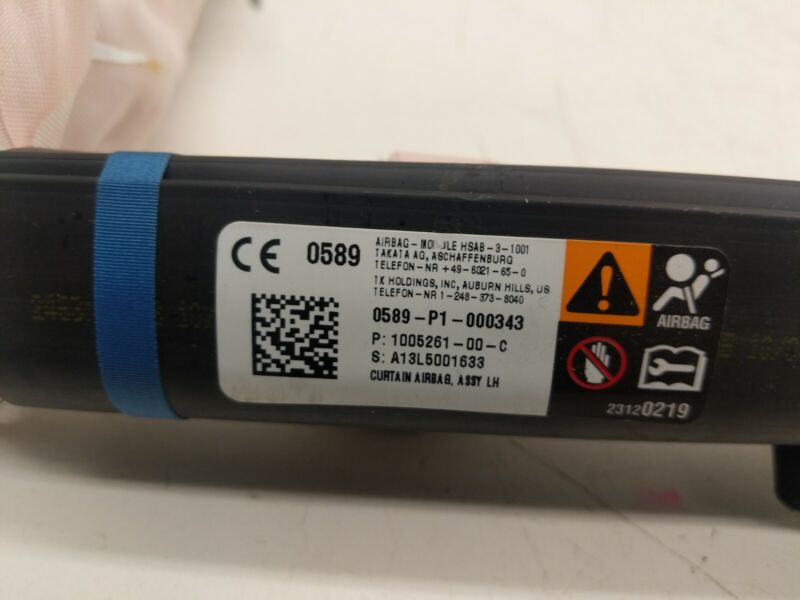 CE 0589
AIRBAG - MODULE HSAB - 3 - 1001
TAKATA AG, ASCHAFFENBURG
TELEFON - NR +49 - 6021 - 65 - 0
TK HOLDINGS, INC, AUBURN HILLS, US
TELEFON - NR 1 - 248 - 373 - 8040
0589 - P1 - 000343
P: 1005261 - 00 - C
S: A13L5001633
CURTAIN AIRBAG, ASSY LH
AIRBAG
23120219